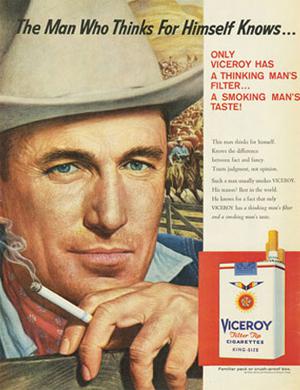 The Man Who Thinks For Himself Knows...
ONLY
VICEROY HAS
A THINKING MAN'S
FILTER...
A SMOKING MAN'S
TASTE!
This man thinks for himself.
Knows the difference
between fact and fancy.
Trusts judgment, not opinion.
Such a man usually smokes VICEROY.
His reason? Best in the world.
He knows for a fact that only
VICEROY has a thinking man's filter
and a smoking man's taste.
VICEROY
Filter Tip
CIGARETTES
KING-SIZE
Familiar pack or crush-proof box.